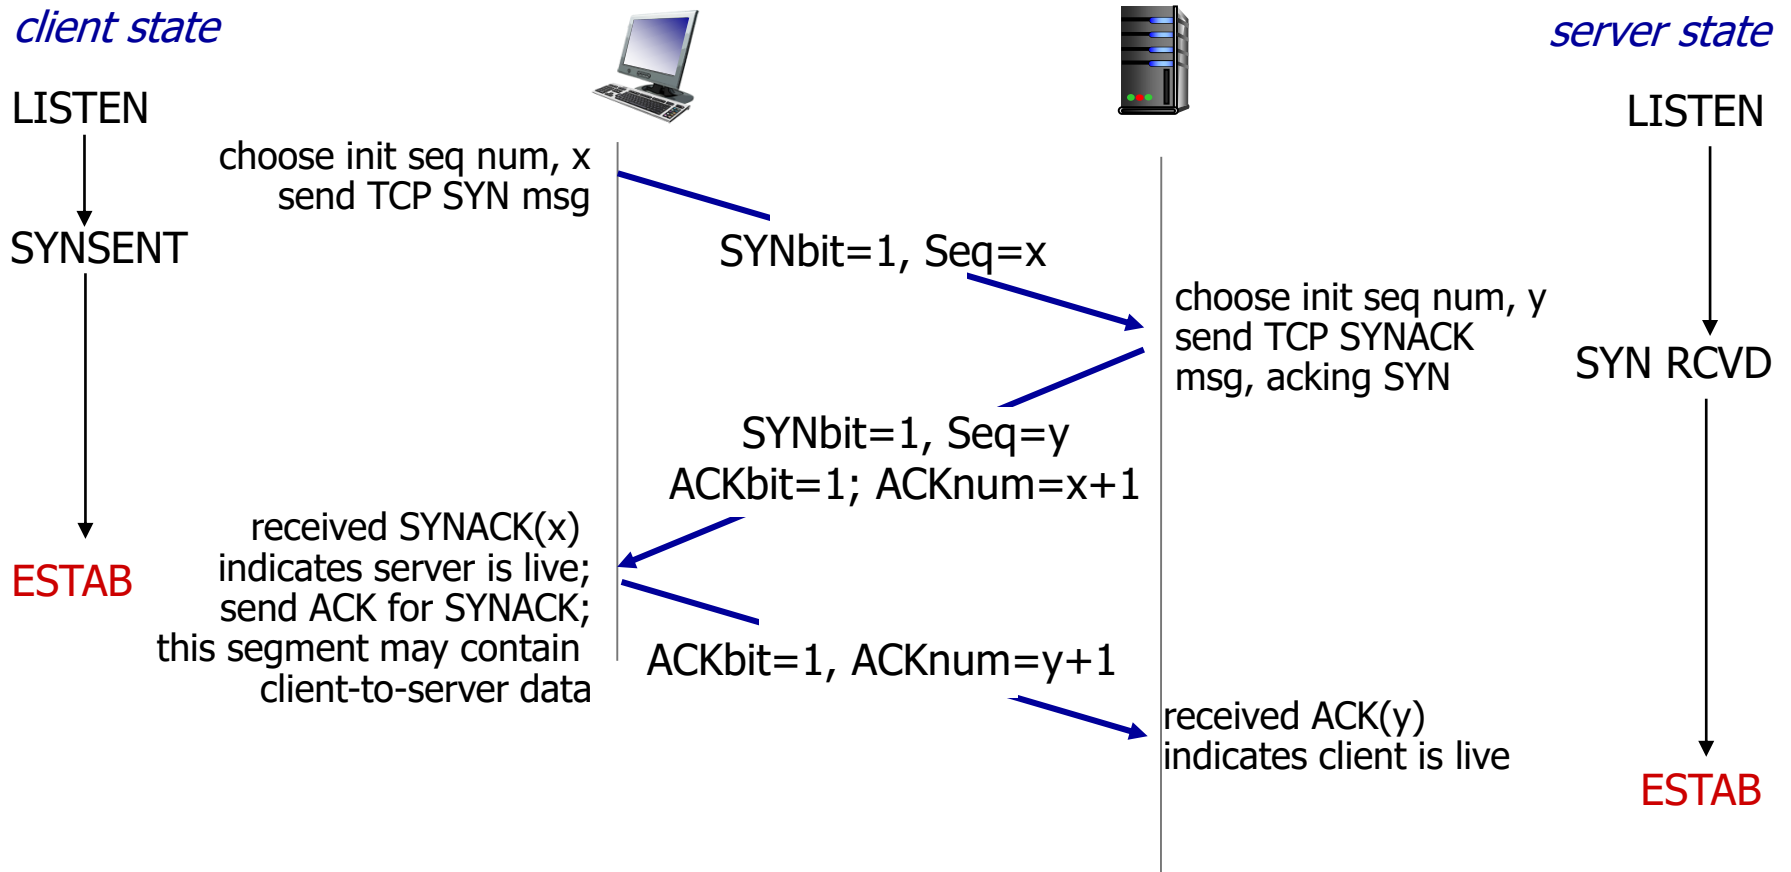 client state
server state
LISTEN
LISTEN
choose init seq num, x
send TCP SYN msg
SYNSENT
SYNbit=1, Seq=x
choose init seq num, y
send TCP SYNACK
msg, acking SYN
SYN RCVD
SYNbit=1, Seq=y
ACKbit=1; ACKnum=x+1
received SYNACK(x)
indicates server is live;
send ACK for SYNACK;
this segment may contain
client-to-server data
ESTAB
ACKbit=1, ACKnum=y+1
received ACK(y)
indicates client is live
ESTAB